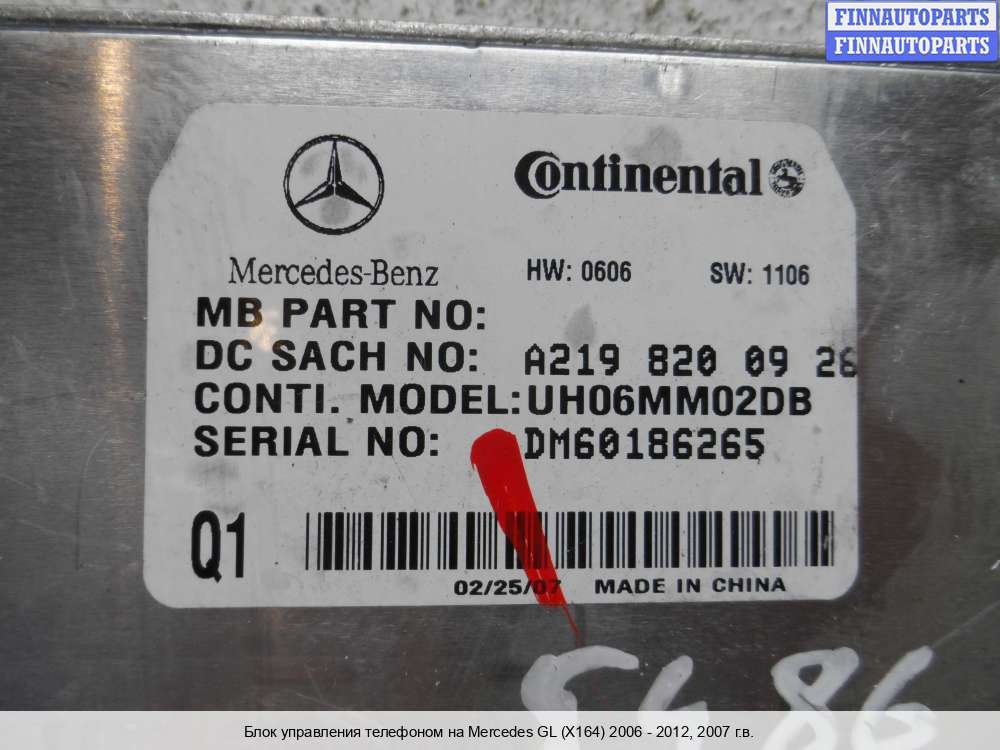 FINNAUTOPARTS
FINNAUTOPARTS
Continental
Mercedes-Benz
HW: 0606 SW: 1106
MB PART NO:
DC SACH NO: A219 820 09 26
CONTI. MODEL: UH06MM02DB
SERIAL NO: DM60186265
Q1
02/25/07 MADE IN CHINA
5486
Блок управления телефоном на Mercedes GL (X164) 2006 - 2012, 2007 г.в.